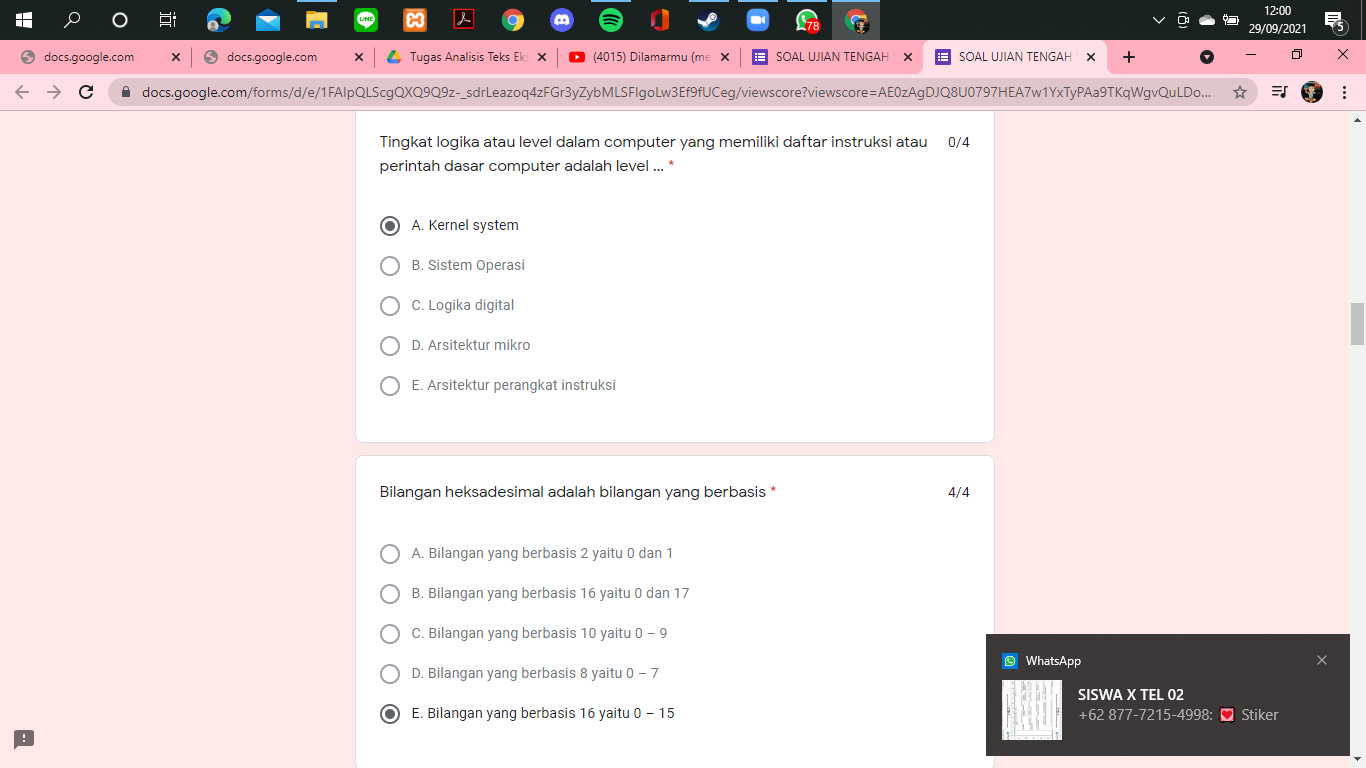 12:00
29/09/2021
78
5
docs.google.com
docs.google.com
Tugas Analisis Teks Eks
(4015) Dilamarmu (me
SOAL UJIAN TENGAH
SOAL UJIAN TENGAH
docs.google.com/forms/d/e/1FAIpQLScgQXQ9Q9z-_sdrLeazoq4zFGr3yZybMLSFIgoLw3Ef9fUCeg/viewscore?viewscore=AE0zAgDJQ8U0797HEA7w1YxTyPAa9TKqWgvQuLDo...
Tingkat logika atau level dalam computer yang memiliki daftar instruksi atau 0/4
perintah dasar computer adalah level ... *
A. Kernel system
B. Sistem Operasi
C. Logika digital
D. Arsitektur mikro
E. Arsitektur perangkat instruksi
Bilangan heksadesimal adalah bilangan yang berbasis * 4/4
A. Bilangan yang berbasis 2 yaitu 0 dan 1
B. Bilangan yang berbasis 16 yaitu 0 dan 17
C. Bilangan yang berbasis 10 yaitu 0 – 9
D. Bilangan yang berbasis 8 yaitu 0 – 7
E. Bilangan yang berbasis 16 yaitu 0 – 15
WhatsApp
SISWA X TEL 02
+62 877-7215-4998: 💟 Stiker